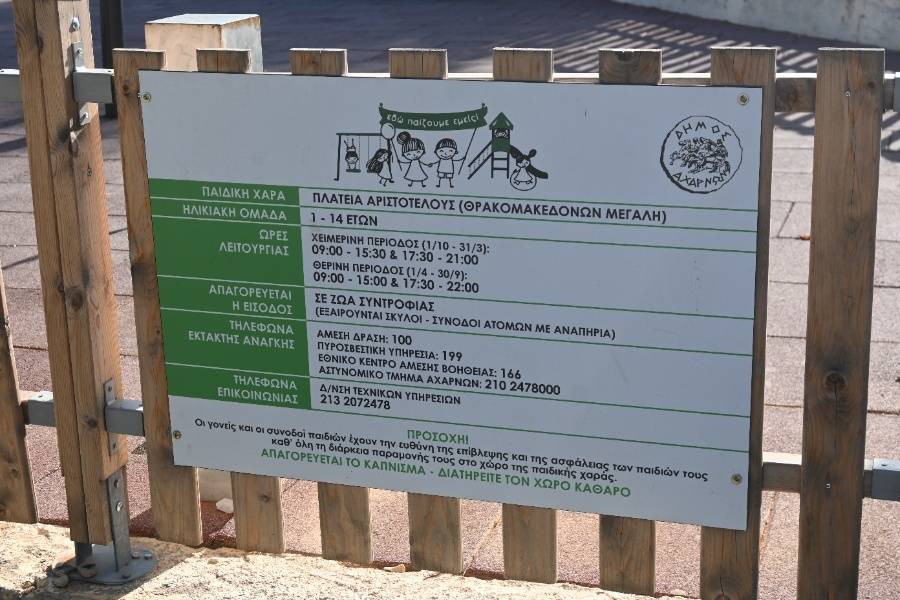 εδώ παίζουμε εμείς!
ΔΗΜΟΣ
ΑΧΑΡΝΩΝ
ΠΑΙΔΙΚΗ ΧΑΡΑ ΠΛΑΤΕΙΑ ΑΡΙΣΤΟΤΕΛΟΥΣ (ΘΡΑΚΟΜΑΚΕΔΟΝΩΝ ΜΕΓΑΛΗ)
ΗΛΙΚΙΑΚΗ ΟΜΑΔΑ 1 - 14 ΕΤΩΝ
ΩΡΕΣ
ΛΕΙΤΟΥΡΓΙΑΣ
ΧΕΙΜΕΡΙΝΗ ΠΕΡΙΟΔΟΣ (1/10 - 31/3):
09:00 - 15:30 & 17:30 - 21:00
ΘΕΡΙΝΗ ΠΕΡΙΟΔΟΣ (1/4 - 30/9):
09:00 - 15:00 & 17:30 - 22:00
ΑΠΑΓΟΡΕΥΕΤΑΙ
Η ΕΙΣΟΔΟΣ
ΣΕ ΖΩΑ ΣΥΝΤΡΟΦΙΑΣ
(ΕΞΑΙΡΟΥΝΤΑΙ ΣΚΥΛΟΙ - ΣΥΝΟΔΟΙ ΑΤΟΜΩΝ ΜΕ ΑΝΑΠΗΡΙΑ)
ΤΗΛΕΦΩΝΑ
ΕΚΤΑΚΤΗΣ ΑΝΑΓΚΗΣ
ΑΜΕΣΗ ΔΡΑΣΗ: 100
ΠΥΡΟΣΒΕΣΤΙΚΗ ΥΠΗΡΕΣΙΑ: 199
ΕΘΝΙΚΟ ΚΕΝΤΡΟ ΑΜΕΣΗΣ ΒΟΗΘΕΙΑΣ: 166
ΑΣΤΥΝΟΜΙΚΟ ΤΜΗΜΑ ΑΧΑΡΝΩΝ: 210 2478000
ΤΗΛΕΦΩΝΑ
ΕΠΙΚΟΙΝΩΝΙΑΣ
Δ/ΝΣΗ ΤΕΧΝΙΚΩΝ ΥΠΗΡΕΣΙΩΝ
213 2072478
ΠΡΟΣΟΧΗ!
Οι γονείς και οι συνοδοί παιδιών έχουν την ευθύνη της επίβλεψης και της ασφάλειας των παιδιών τους
καθ' όλη τη διάρκεια παραμονής τους στο χώρο της παιδικής χαράς.
ΑΠΑΓΟΡΕΥΕΤΑΙ ΤΟ ΚΑΠΝΙΣΜΑ - ΔΙΑΤΗΡΕΙΤΕ ΤΟΝ ΧΩΡΟ ΚΑΘΑΡΟ